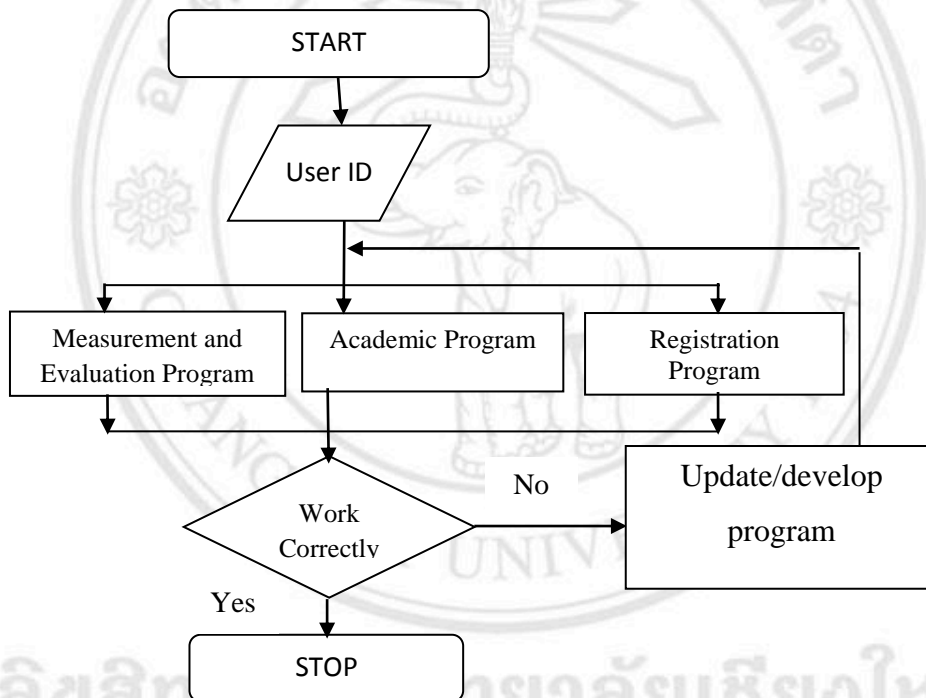 START
User ID
Measurement and
Evaluation Program
Academic Program
Registration
Program
No
Update/develop
program
Work
Correctly
UNIV
Yes
STOP